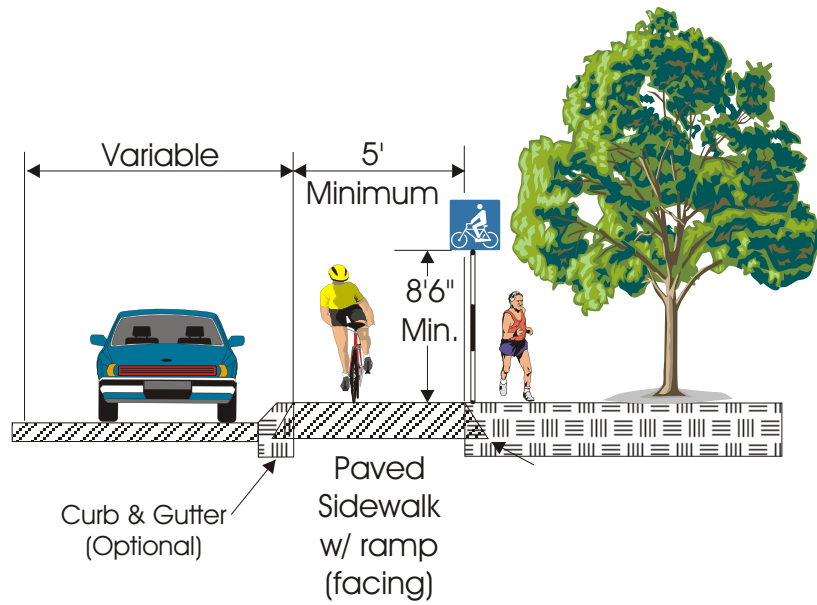 Variable
5'
Minimum
8'6"
Min.
Paved
Sidewalk
w/ ramp
(facing)
Curb & Gutter
(Optional)